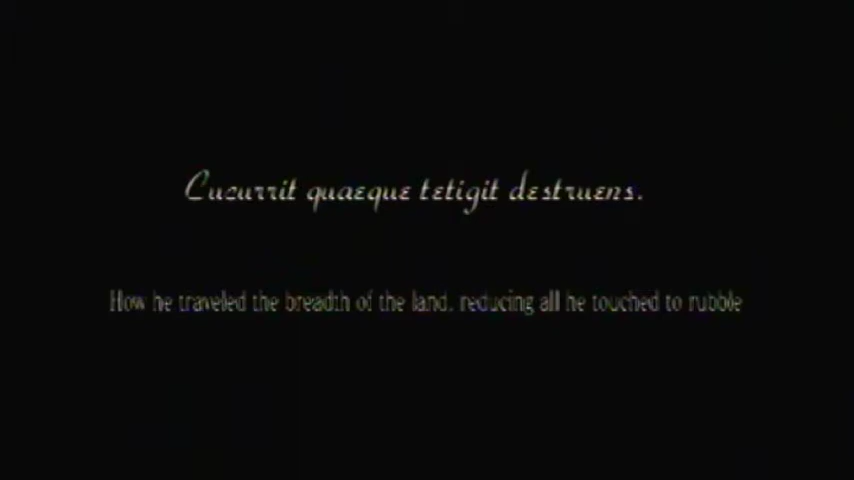 Cucurrit quaeque tetigit destruens.
How he traveled the breadth of the land, reducing all he touched to rubble